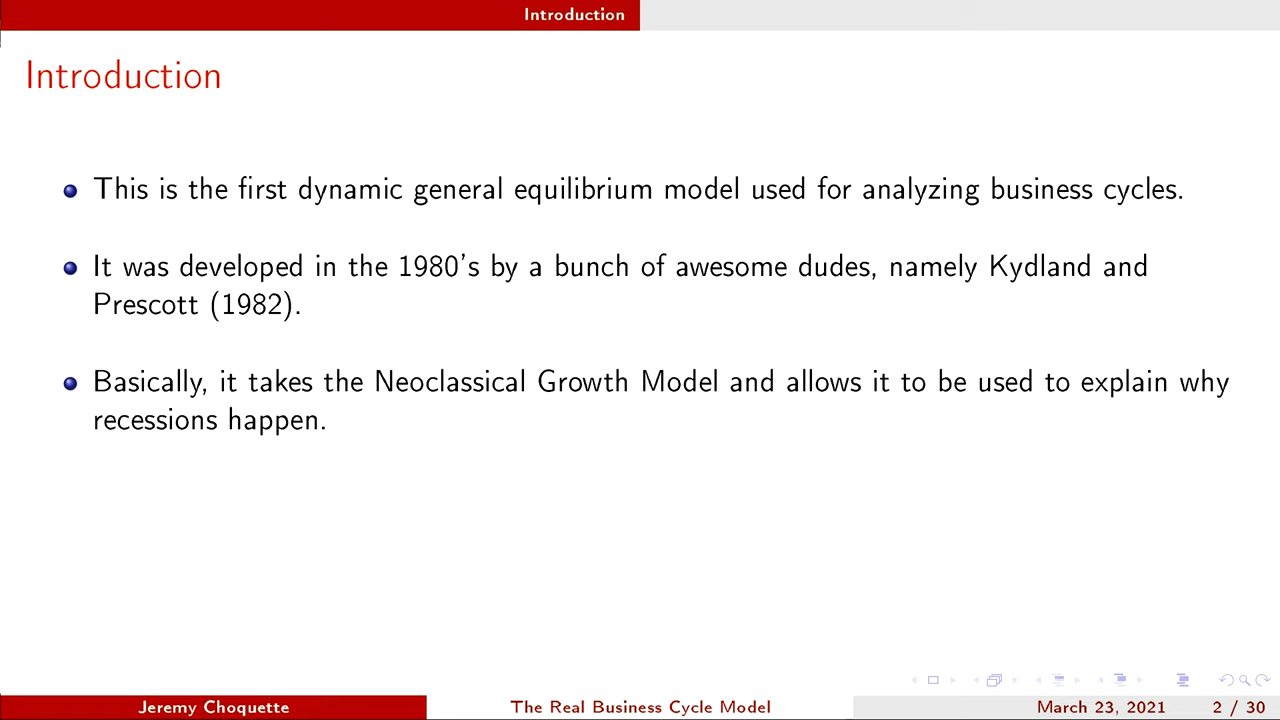 Introduction
Introduction
This is the first dynamic general equilibrium model used for analyzing business cycles.
It was developed in the 1980's by a bunch of awesome dudes, namely Kydland and
Prescott (1982).
Basically, it takes the Neoclassical Growth Model and allows it to be used to explain why
recessions happen.
Jeremy Choquette
The Real Business Cycle Model
March 23, 2021
2 / 30